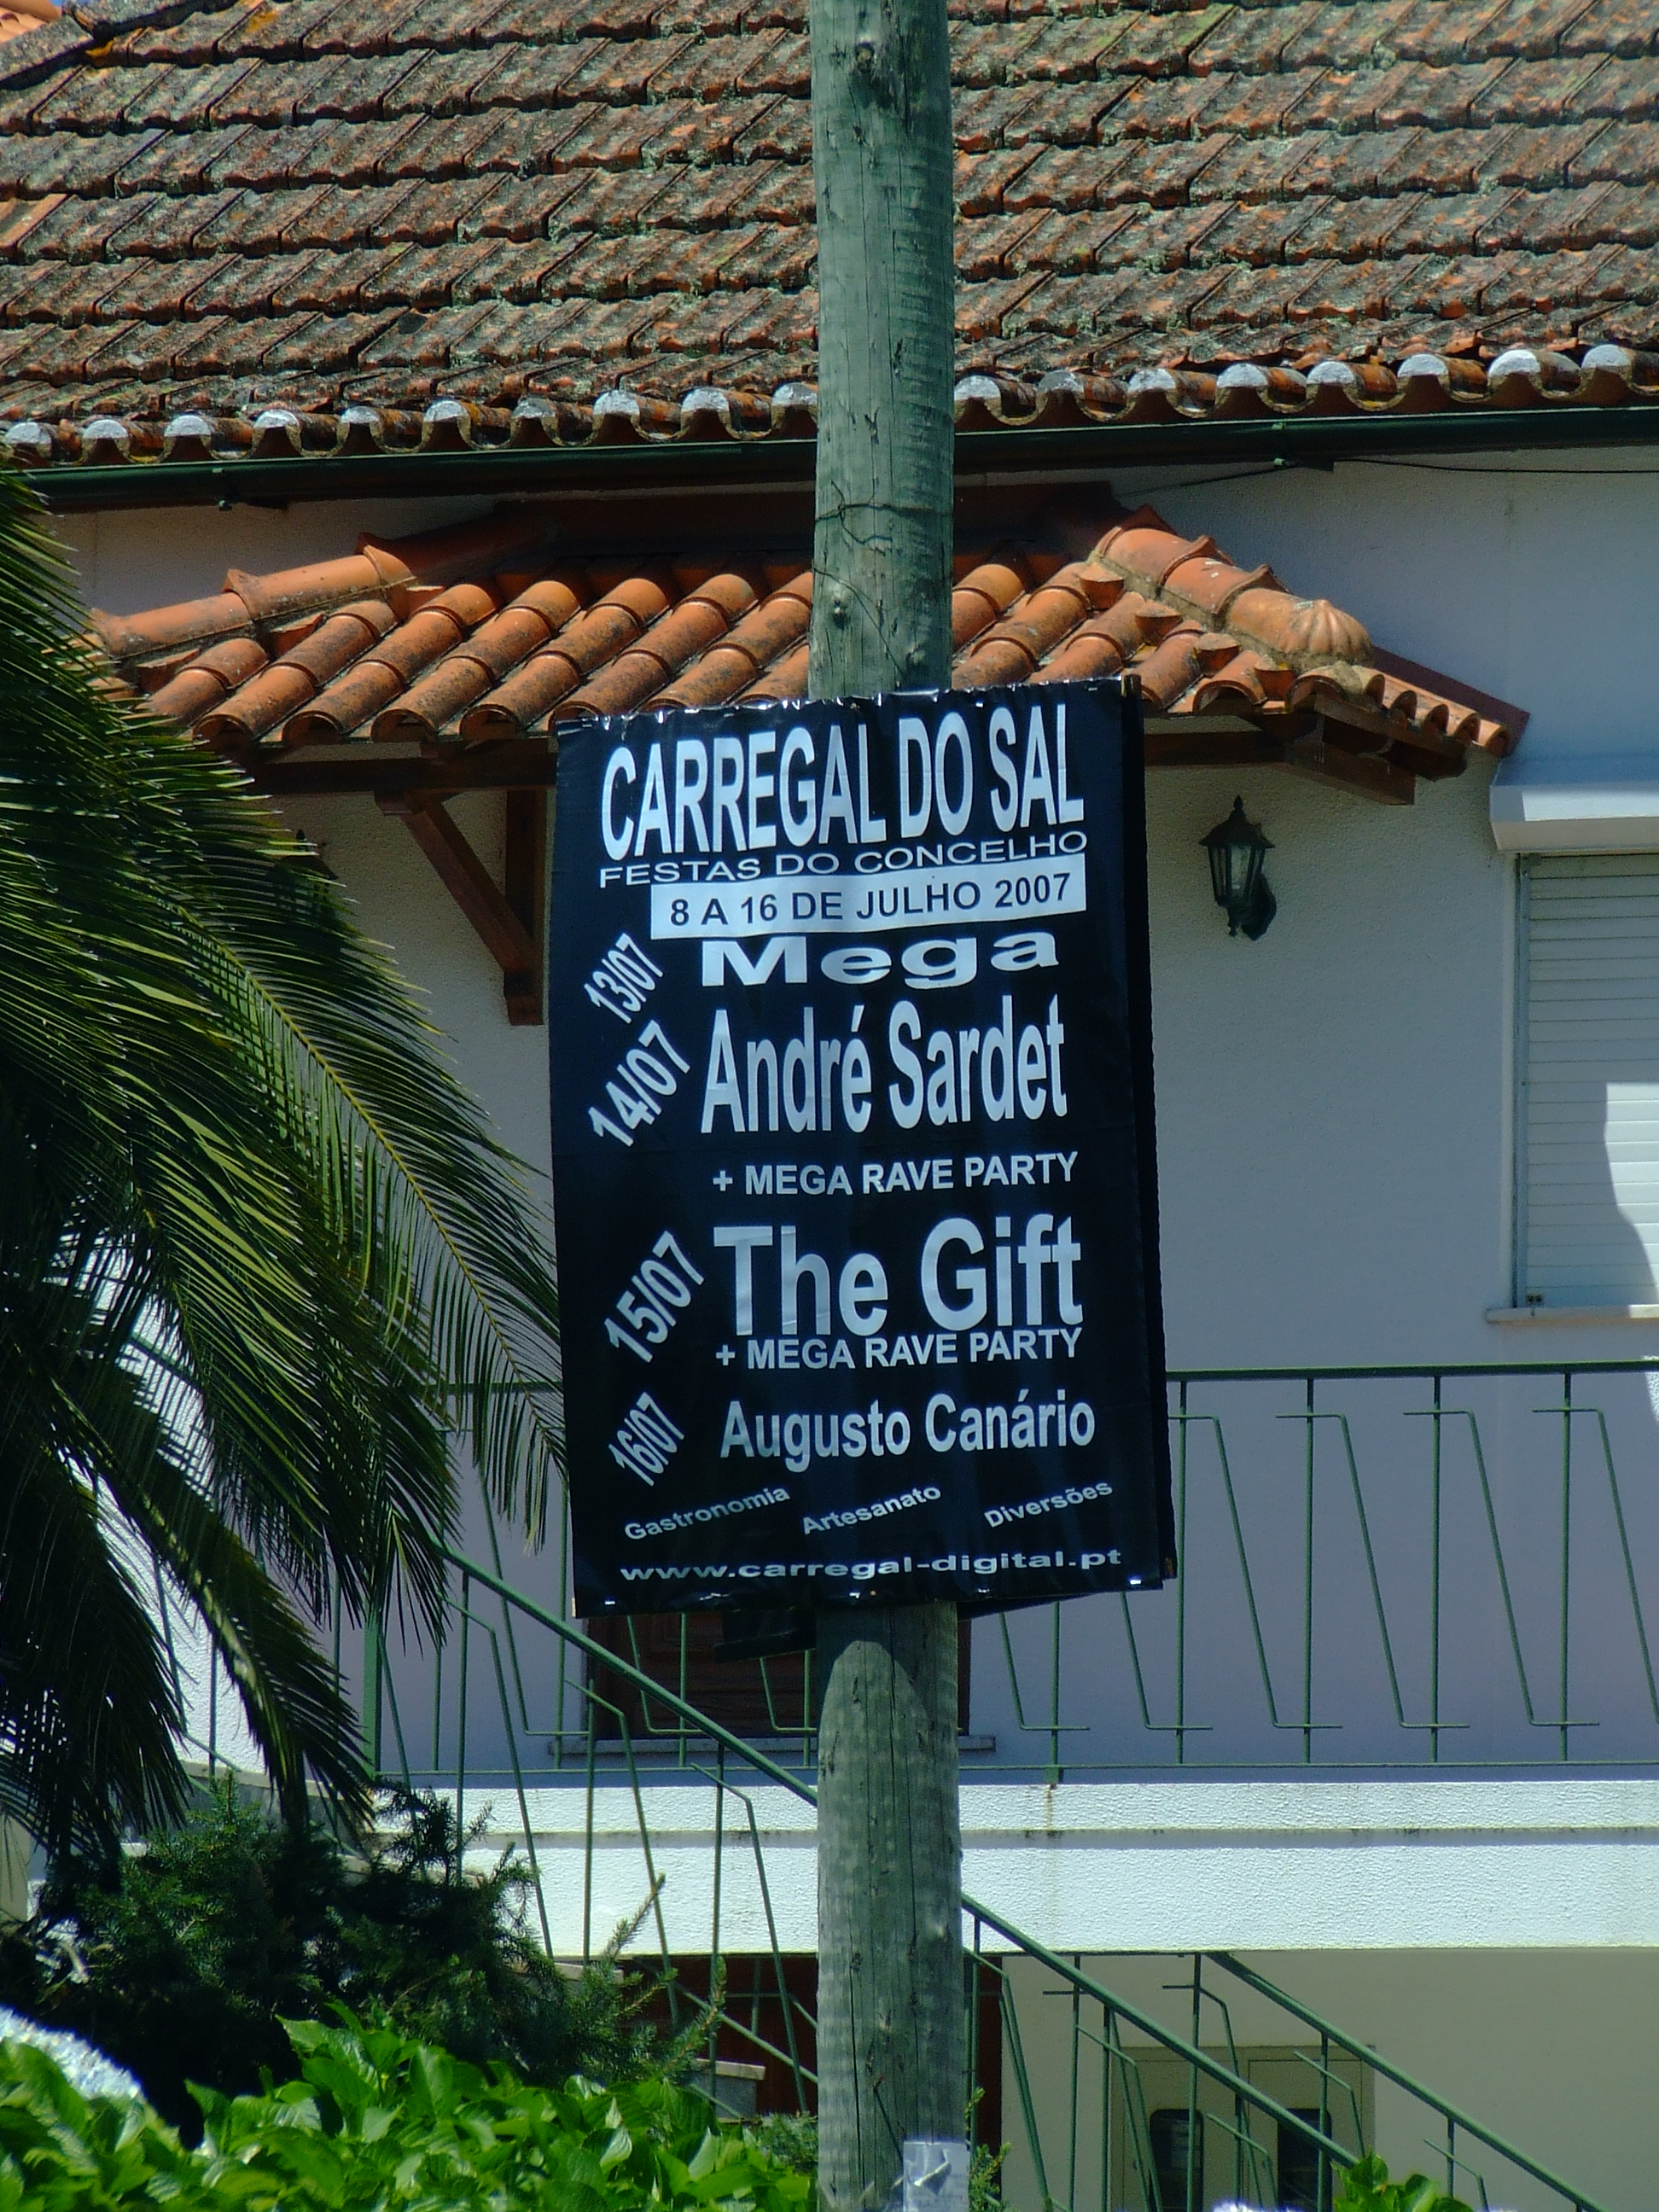 CARREGAL DO SAL
FESTAS DO CONCELHO
8 A 16 DE JULHO 2007
13/07 Mega
14/07 André Sardet
+ MEGA RAVE PARTY
15/07 The Gift
+ MEGA RAVE PARTY
16/07 Augusto Canário
Gastronomia Artesanato Diversões
www.carregal-digital.pt